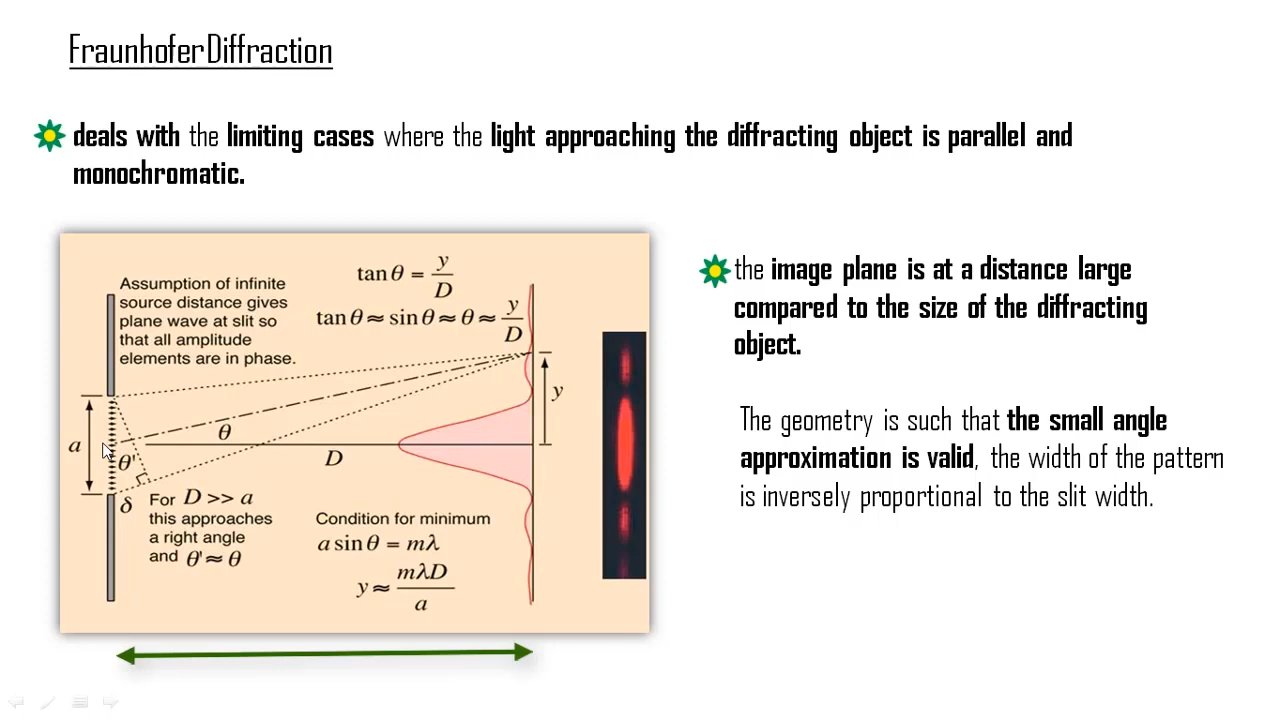 Fraunhofer Diffraction
deals with the limiting cases where the light approaching the diffracting object is parallel and
monochromatic.
Assumption of infinite
source distance gives
plane wave at slit so
that all amplitude
elements are in phase.
tan θ = y/D
tan θ ≈ sin θ ≈ θ ≈ y/D
y
a
θ
D
θ'
δ
For D >> a
this approaches
a right angle
and θ' ≈ θ
Condition for minimum
a sin θ = mλ
y ≈ mλD/a
the image plane is at a distance large
compared to the size of the diffracting
object.
The geometry is such that the small angle
approximation is valid, the width of the pattern
is inversely proportional to the slit width.